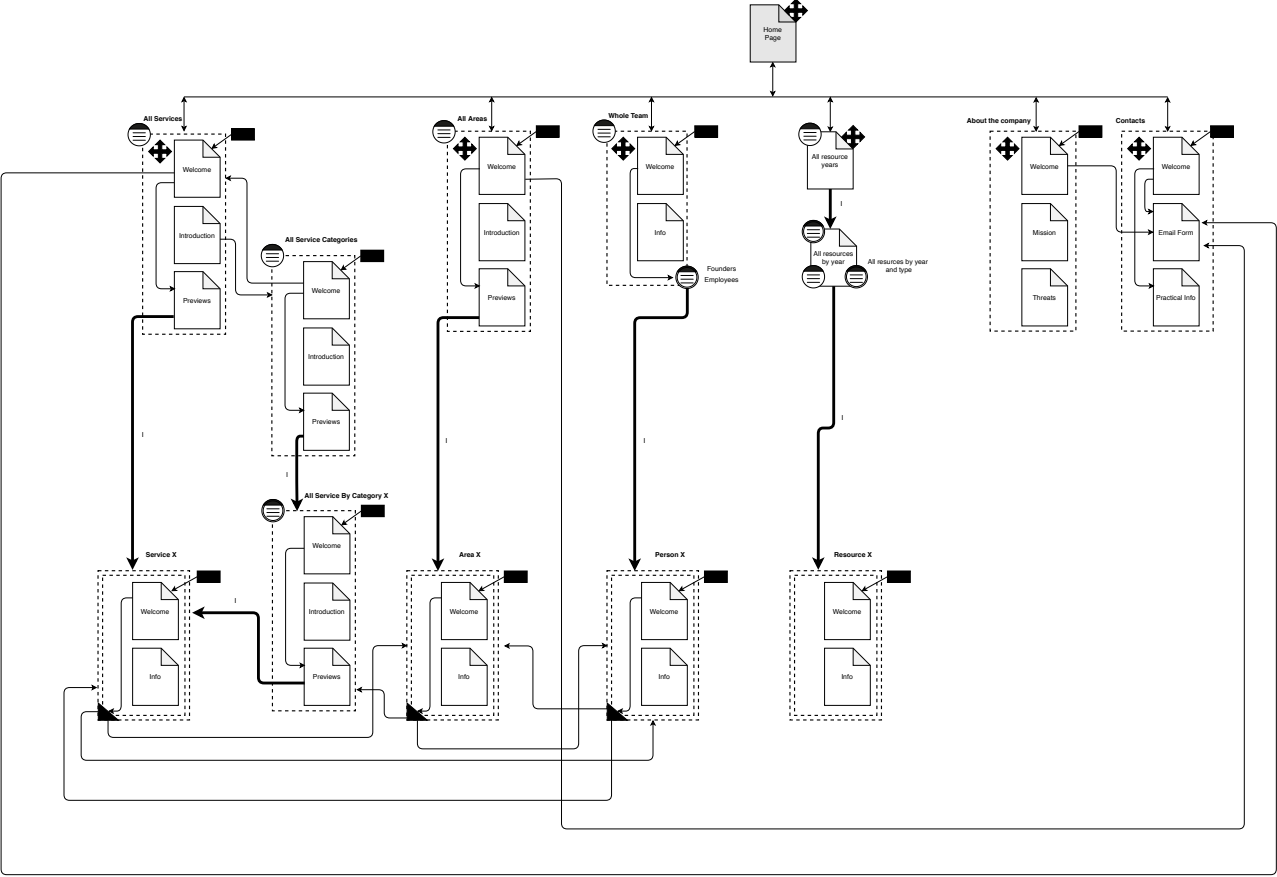 Home
Page
All Services
All Areas
Whole Team
About the company
Contacts
Welcome
Welcome
Welcome
All resource
years
Welcome
Welcome
I
Introduction
Introduction
Info
Mission
Email Form
All Service Categories
All resources
by year
All resurces by year
and type
Founders
Employees
Welcome
Previews
Previews
Threats
Practical Info
Introduction
Previews
I
I
I
I
I
All Service By Category X
Welcome
Service X
Area X
Person X
Resource X
I
Welcome
Introduction
Welcome
Welcome
Welcome
Info
Previews
Info
Info
Info